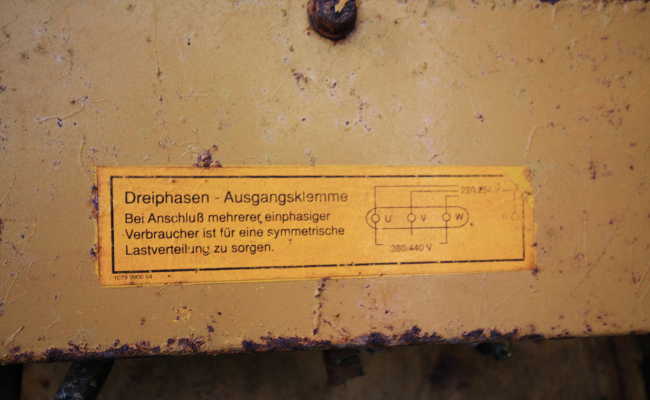 Dreiphasen - Ausgangsklemme
Bei Anschluß mehrerer einphasiger
Verbraucher ist für eine symmetrische
Lastverteilung zu sorgen.
U V W
380-440 V